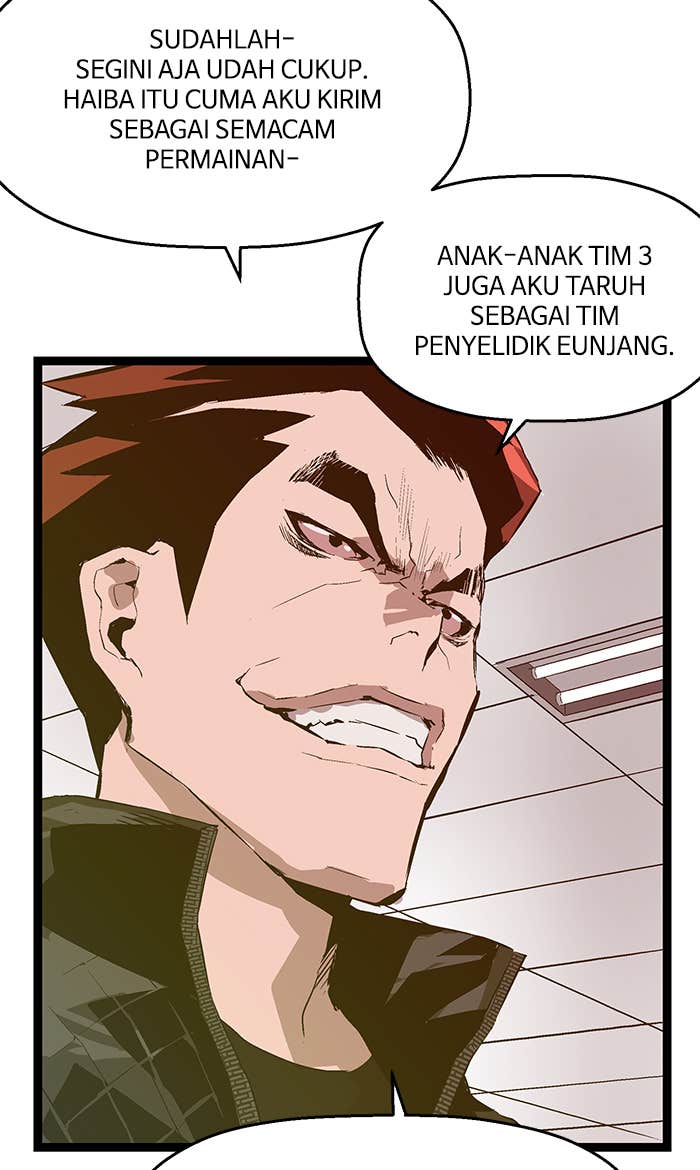 SUDAHLAH-
SEGINI AJA UDAH CUKUP.
HAIBA ITU CUMA AKU KIRIM
SEBAGAI SEMACAM
PERMAINAN-
ANAK-ANAK TIM 3
JUGA AKU TARUH
SEBAGAI TIM
PENYELIDIK EUNJANG.